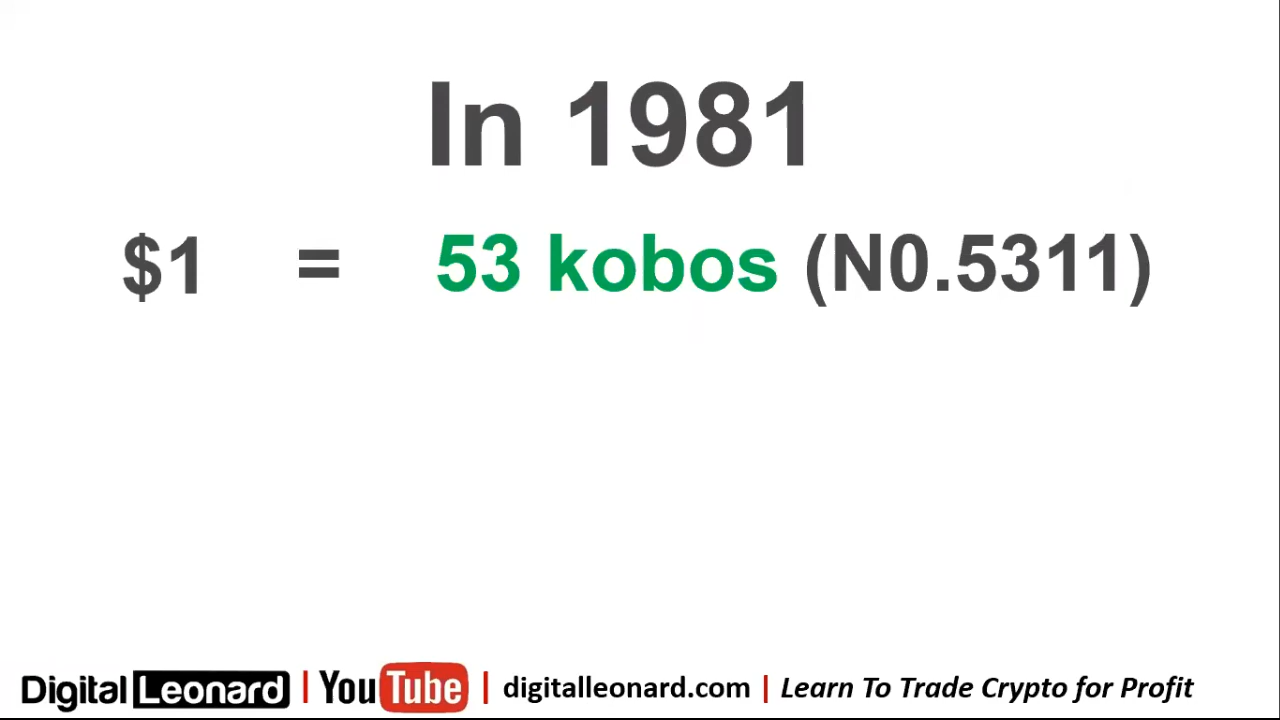 In 1981
$1 = 53 kobos (N0.5311)
Digital Leonard | YouTube | digitalleonard.com | Learn To Trade Crypto for Profit